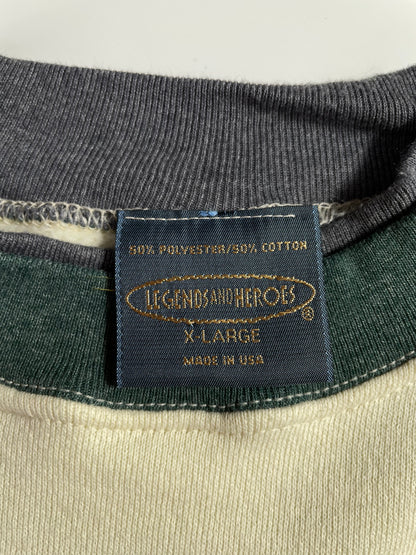 50% POLYESTER/50% COTTON
LEGENDS AND HEROES
®
X-LARGE
MADE IN USA